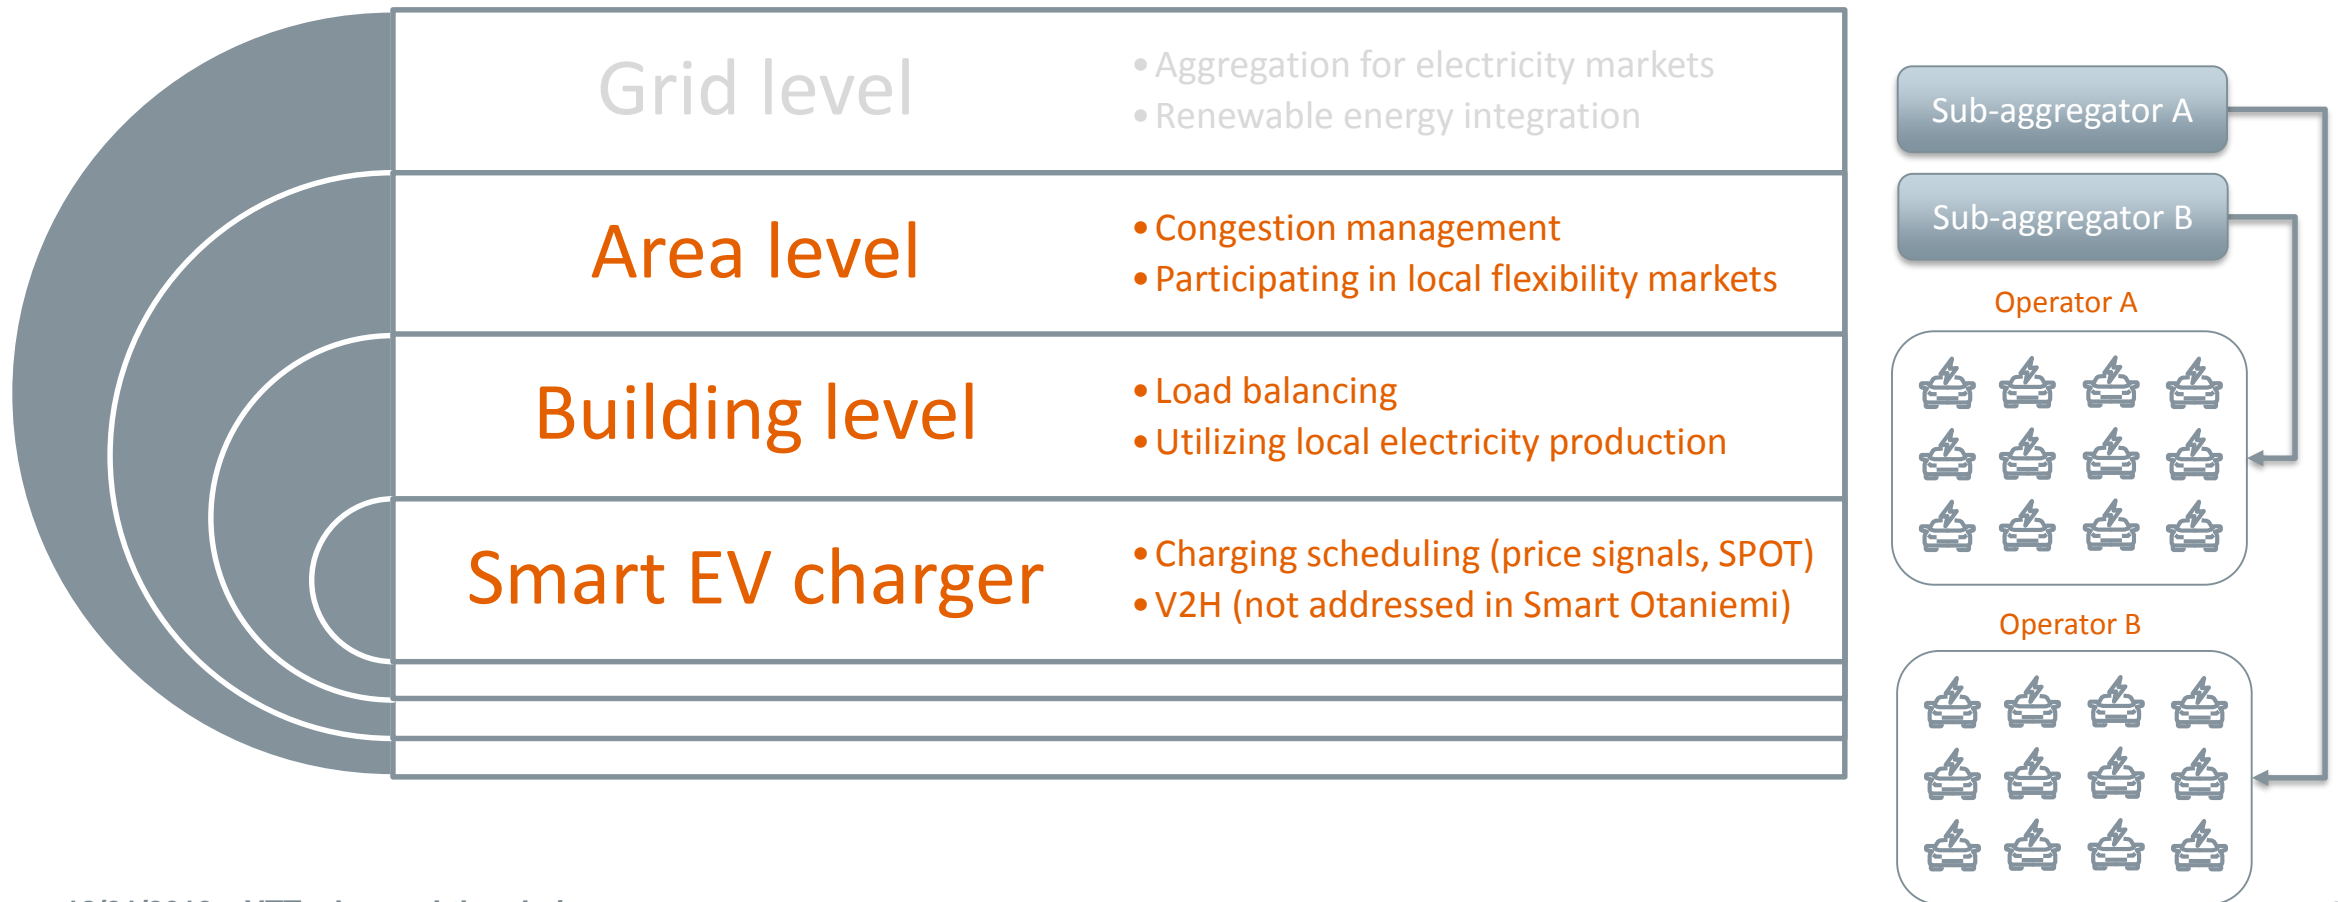 Grid level
• Aggregation for electricity markets
• Renewable energy integration
Area level
• Congestion management
• Participating in local flexibility markets
Building level
• Load balancing
• Utilizing local electricity production
Smart EV charger
• Charging scheduling (price signals, SPOT)
• V2H (not addressed in Smart Otaniemi)
Sub-aggregator A
Sub-aggregator B
Operator A
Operator B